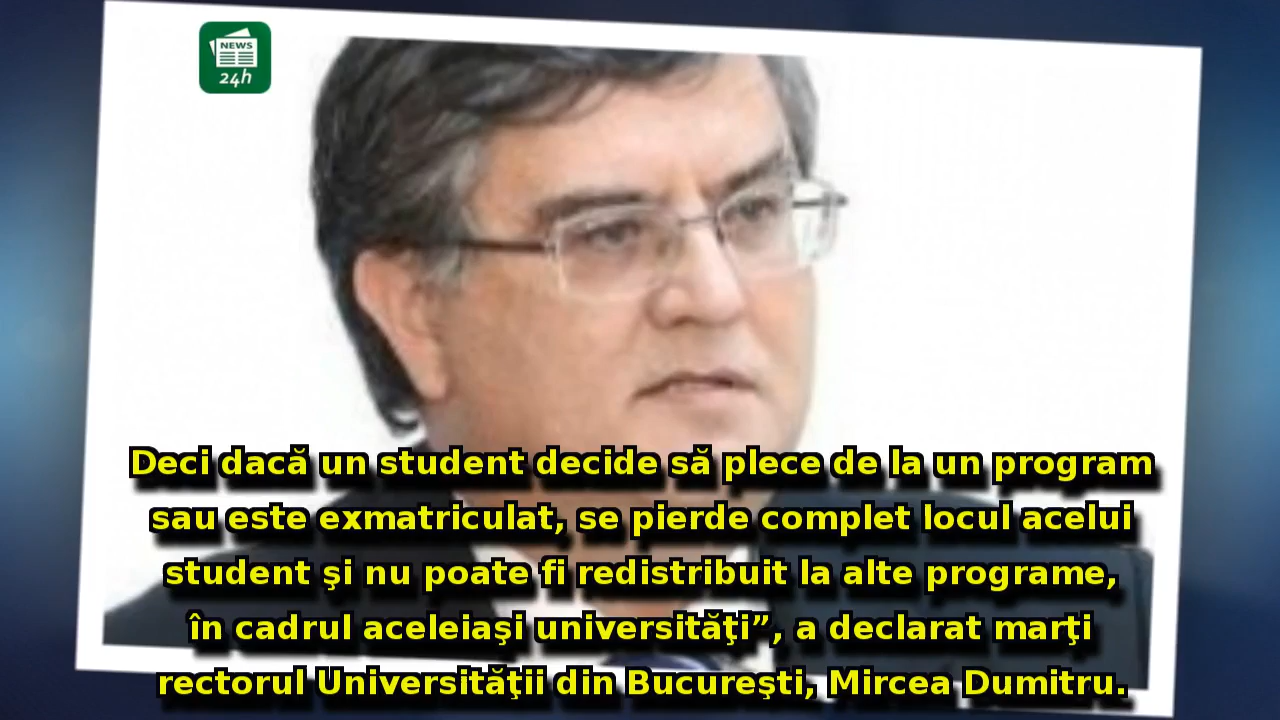 NEWS
24h
Deci dacă un student decide să plece de la un program
sau este exmatriculat, se pierde complet locul acelui
student şi nu poate fi redistribuit la alte programe,
în cadrul aceleiaşi universităţi”, a declarat marţi
rectorul Universităţii din Bucureşti, Mircea Dumitru.